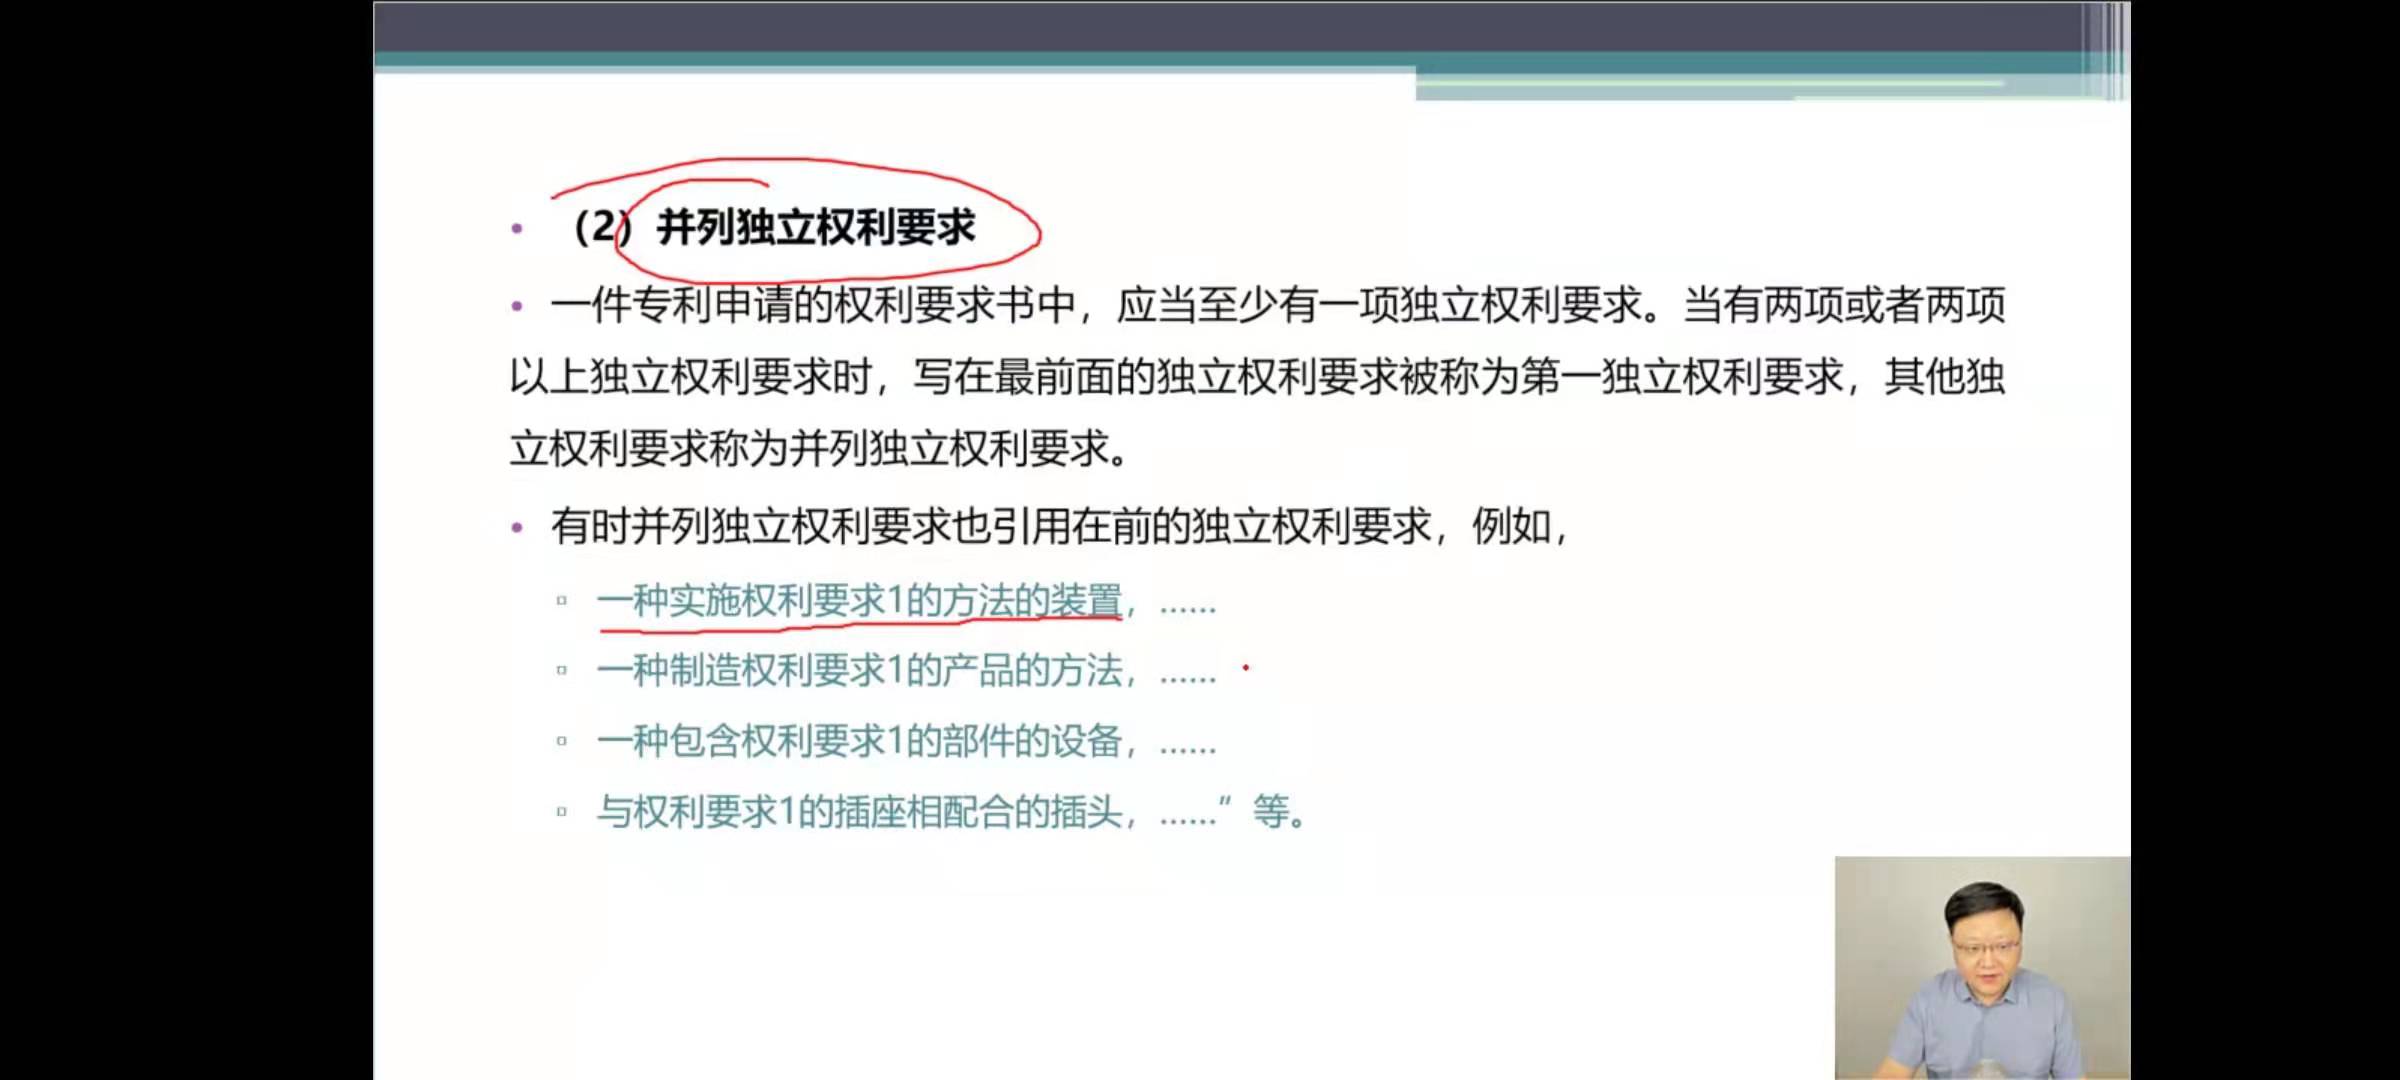 （2）并列独立权利要求
一件专利申请的权利要求书中，应当至少有一项独立权利要求。当有两项或者两项
以上独立权利要求时，写在最前面的独立权利要求被称为第一独立权利要求，其他独
立权利要求称为并列独立权利要求。
有时并列独立权利要求也引用在前的独立权利要求，例如，
一种实施权利要求1的方法的装置，……
一种制造权利要求1的产品的方法，……
一种包含权利要求1的部件的设备，……
与权利要求1的插座相配合的插头，……”等。